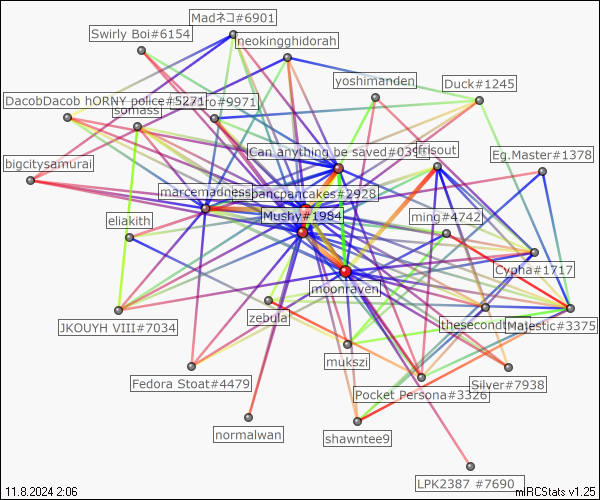 Madネコ#6901
Swirly Boi#6154
neokingghidorah
yoshimanden
Duck#1245
DacobDacob hORNY police#5271
ro#9971
somass
Can anything be saved#039
frisout
Eg.Master#1378
bigcitysamurai
marcemadness
pancpancakes#2928
Mushy#1984
ming#4742
eliakith
Cypha#1717
moonraven
zebula
JKOUYH VIII#7034
thesecondt
Majestic#3375
mukszi
Fedora Stoat#4479
Silver#7938
Pocket Persona#3326
normalwan
shawntee9
LPK2387 #7690
11.8.2024 2:06
mIRCStats v1.25